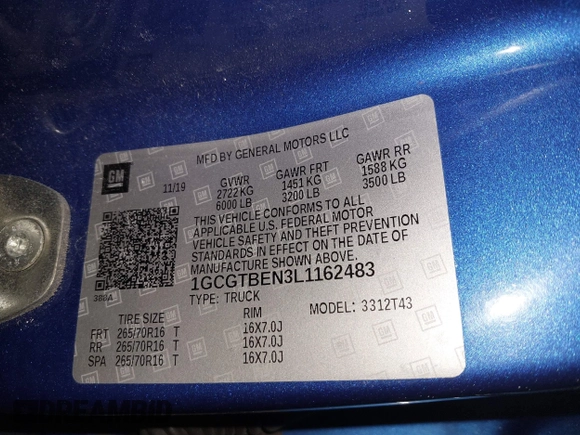 MFD BY GENERAL MOTORS LLC
GM
11/19 GVWR GAWR FRT GAWR RR
2722 KG 1451 KG 1588 KG
6000 LB 3200 LB 3500 LB
THIS VEHICLE CONFORMS TO ALL
APPLICABLE U.S. FEDERAL MOTOR
VEHICLE SAFETY AND THEFT PREVENTION
STANDARDS IN EFFECT ON THE DATE OF
MANUFACTURE SHOWN ABOVE.
1GCGTBEN3L1162483
TYPE: TRUCK MODEL: 3312T43
TIRE SIZE RIM
FRT 265/70R16 T 16X7.0J
RR 265/70R16 T 16X7.0J
SPA 265/70R16 T 16X7.0J